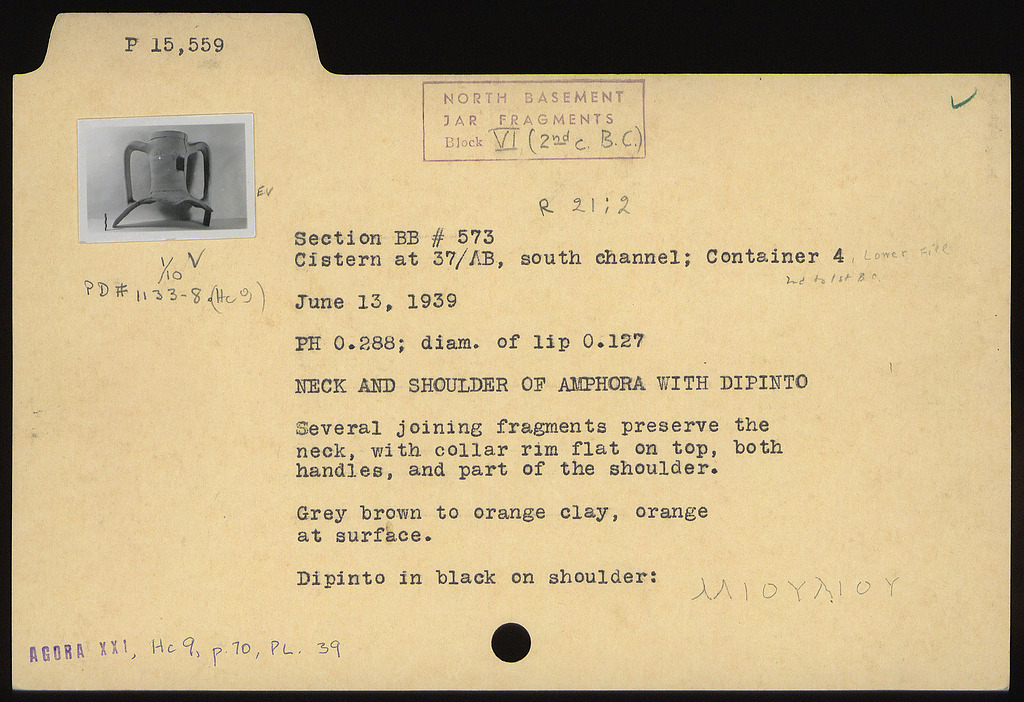 P 15,559
NORTH BASEMENT
JAR FRAGMENTS
Block VI (2nd c. B.C.)
EV
R 21:2
Section BB # 573
Cistern at 37/ΛB, south channel; Container 4, Lower Fill
2nd to 1st B.C.
1/10 V
PD# 1133-8 (Hc 9)
June 13, 1939
PH 0.288; diam. of lip 0.127
NECK AND SHOULDER OF AMPHORA WITH DIPINTO
Several joining fragments preserve the
neck, with collar rim flat on top, both
handles, and part of the shoulder.
Grey brown to orange clay, orange
at surface.
Dipinto in black on shoulder:
AGORA XXI, Hc 9, p. 70, PL. 39